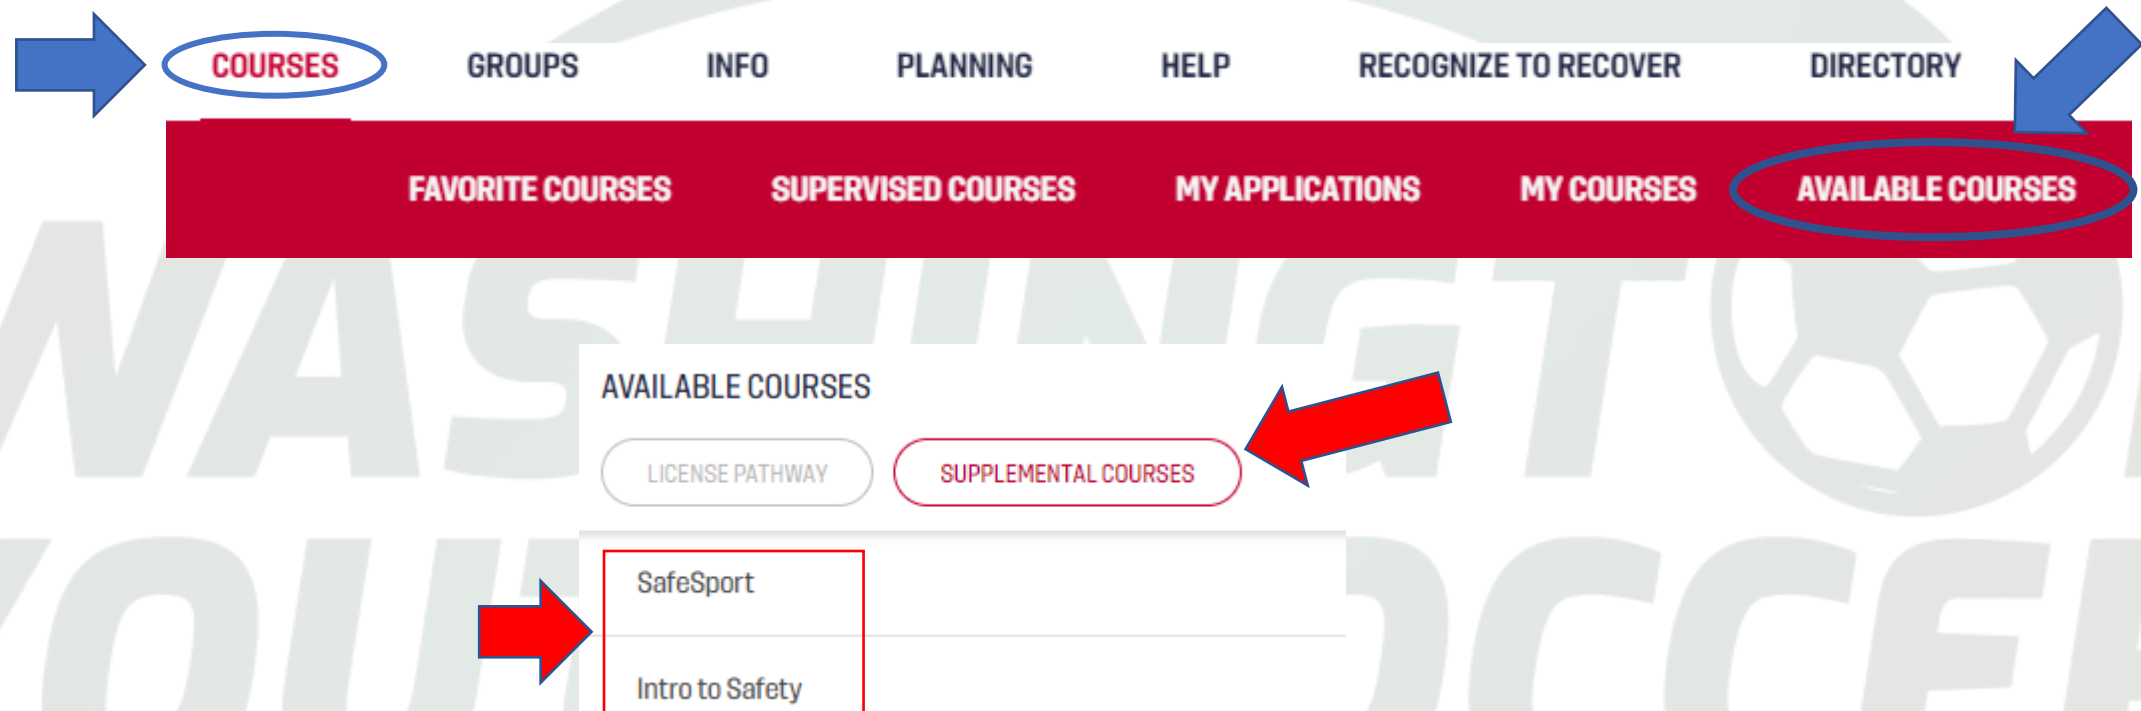 COURSES GROUPS INFO PLANNING HELP RECOGNIZE TO RECOVER DIRECTORY
FAVORITE COURSES SUPERVISED COURSES MY APPLICATIONS MY COURSES AVAILABLE COURSES
WASHINGT
AVAILABLE COURSES
LICENSE PATHWAY SUPPLEMENTAL COURSES
SafeSport
Intro to Safety